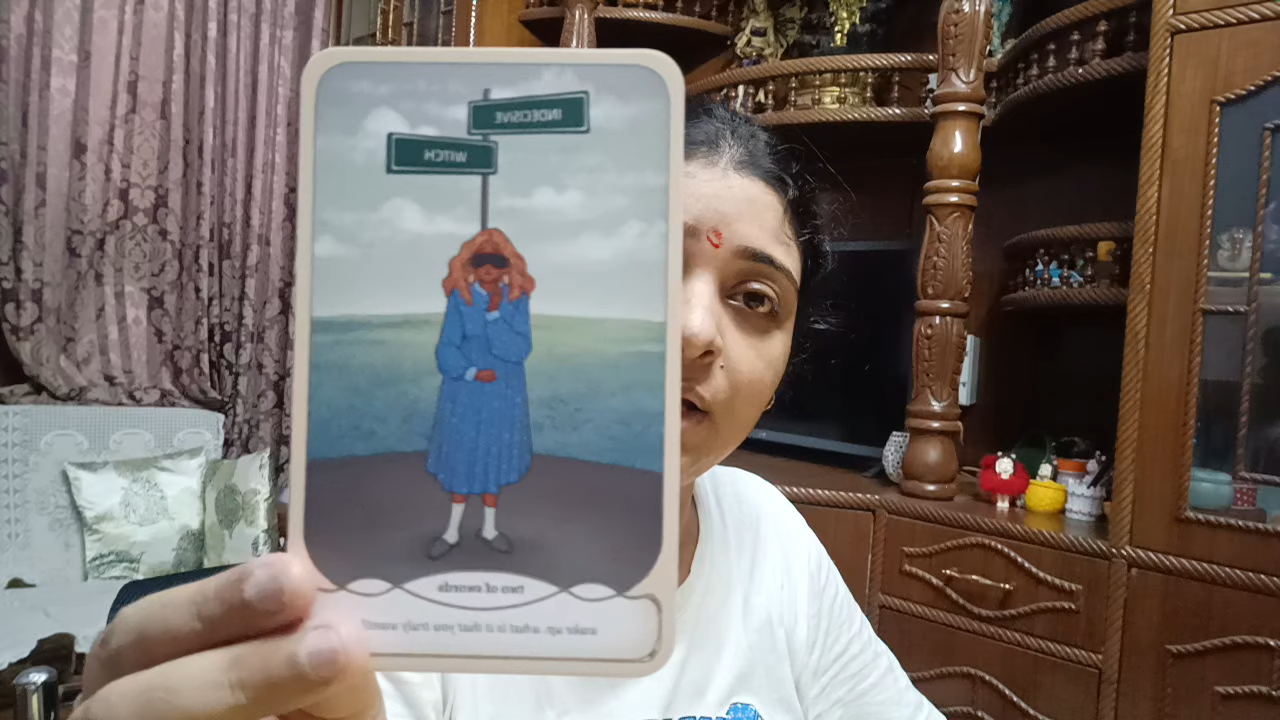 INDECISIVE
WITCH
two of swords
wake up. what is it that you truly want?